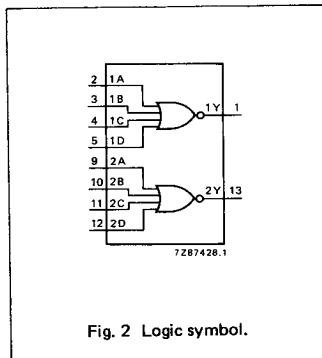 2 1A
3 1B
4 1C
5 1D
1Y 1
9 2A
10 2B
11 2C
12 2D
2Y 13
7Z87428.1
Fig. 2 Logic symbol.